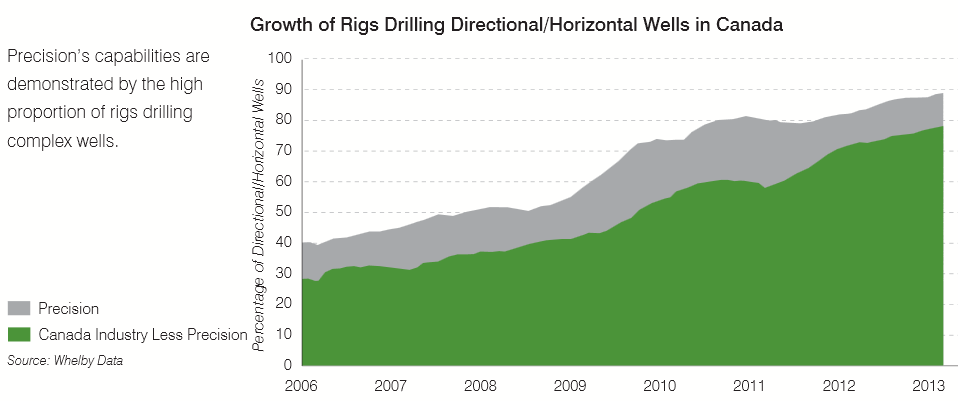 Growth of Rigs Drilling Directional/Horizontal Wells in Canada
Precision’s capabilities are
demonstrated by the high
proportion of rigs drilling
complex wells.
Precision
Canada Industry Less Precision
Source: Whelby Data
Percentage of Directional/Horizontal Wells
100
90
80
70
60
50
40
30
20
10
0
2006 2007 2008 2009 2010 2011 2012 2013